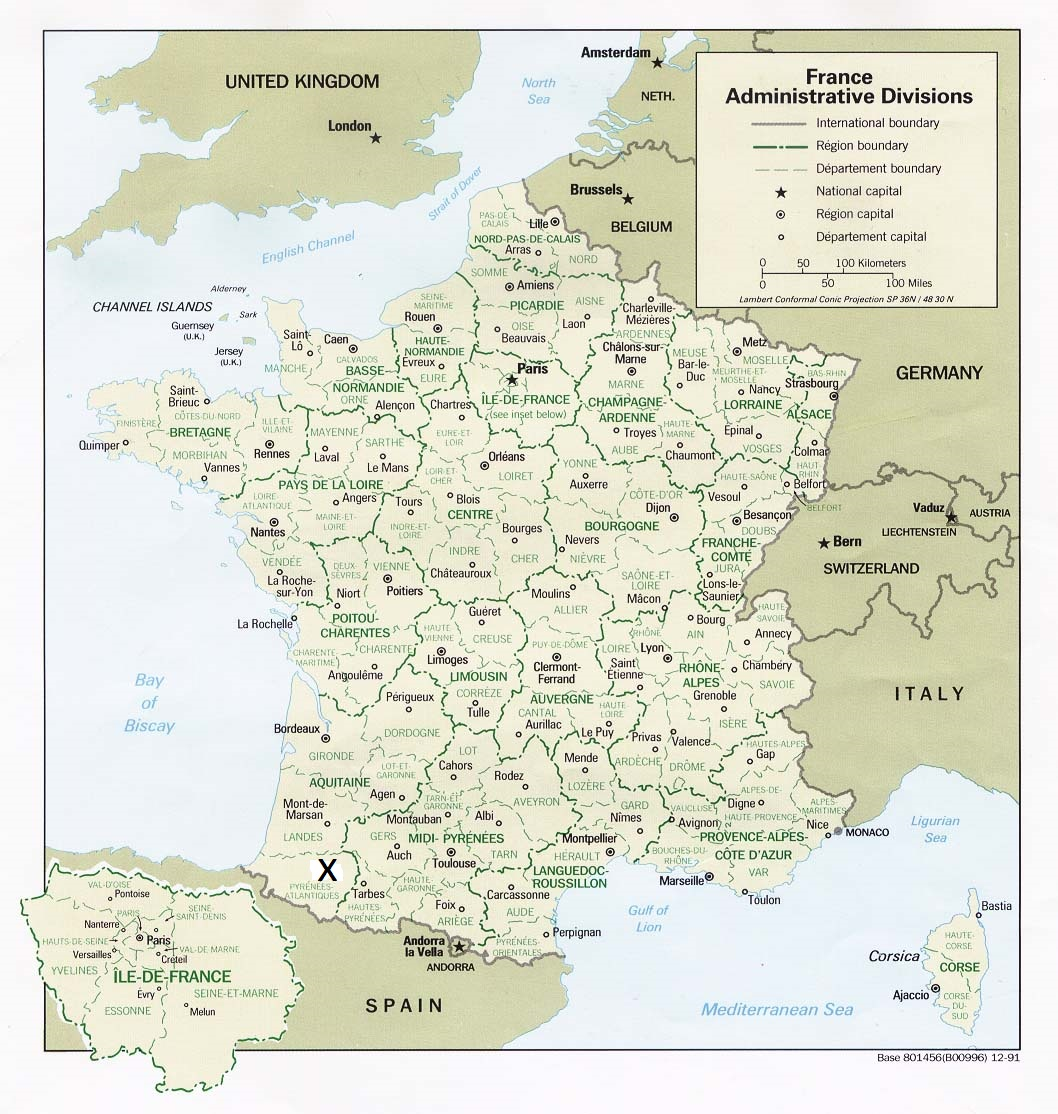 Amsterdam
North
Sea
NETH.
UNITED KINGDOM
London
France
Administrative Divisions
International boundary
Région boundary
Département boundary
National capital
Région capital
Département capital
0 50 100 Kilometers
0 50 100 Miles
Lambert Conformal Conic Projection SP 36N / 48 30 N
Strait of Dover
Brussels
BELGIUM
English Channel
PAS-DE-
CALAIS
Lille
NORD-PAS-DE-CALAIS
Arras
NORD
SOMME
Amiens
PICARDIE
AISNE
OISE
Beauvais
Laon
Charleville-
Mézières
ARDENNES
CHANNEL ISLANDS
Alderney
Sark
Guernsey
(U.K.)
Jersey
(U.K.)
SEINE-
MARITIME
Rouen
HAUTE-
NORMANDIE
Evreux
EURE
Saint-
Lô
Caen
CALVADOS
MANCHE
BASSE-
NORMANDIE
ORNE
Alençon
Paris
ÎLE-DE-FRANCE
(see inset below)
Châlons-sur-
Marne
MARNE
CHAMPAGNE
ARDENNE
Troyes
AUBE
HAUTE-
MARNE
Chaumont
MEUSE
Bar-le-
Duc
Metz
MOSELLE
MEURTHE-ET-
MOSELLE
Nancy
LORRAINE
Epinal
VOSGES
BAS-RHIN
Strasbourg
ALSACE
Colmar
HAUT
RHIN
Belfort
BELFORT
GERMANY
Saint-
Brieuc
CÔTES-DU-NORD
FINISTÈRE
BRETAGNE
Quimper
MORBIHAN
Vannes
ILLE-ET
VILAINE
Rennes
MAYENNE
Laval
SARTHE
Le Mans
PAYS DE LA LOIRE
LOIRE
ATLANTIQUE
Nantes
Angers
MAINE-ET
LOIRE
VENDÉE
La Roche-
sur-Yon
Chartres
EURE-ET
LOIR
Orléans
LOIRET
LOIR-ET
CHER
Blois
Tours
INDRE-ET-
LOIRE
CENTRE
Bourges
CHER
INDRE
Châteauroux
YONNE
Auxerre
CÔTE-D'OR
Dijon
BOURGOGNE
Nevers
NIÈVRE
SAÔNE-ET
LOIRE
Mâcon
HAUTE-SAÔNE
Vesoul
Besançon
DOUBS
FRANCHE-
COMTÉ
JURA
Lons-le-
Saunier
Vaduz
AUSTRIA
LIECHTENSTEIN
Bern
SWITZERLAND
DEUX-
SÈVRES
Niort
VIENNE
Poitiers
POITOU-
CHARENTES
La Rochelle
CHARENTE
MARITIME
CHARENTE
Angoulême
Guéret
CREUSE
HAUTE
VIENNE
Limoges
LIMOUSIN
CORRÈZE
Tulle
Moulins
ALLIER
PUY-DE-DÔME
Clermont-
Ferrand
AUVERGNE
CANTAL
Aurillac
HAUTE-
LOIRE
Le Puy
RHÔNE
LOIRE
Lyon
Saint
Étienne
Bourg
AIN
HAUTE
SAVOIE
Annecy
Chambéry
SAVOIE
RHÔNE-
ALPES
Grenoble
ISÈRE
Privas
ARDÈCHE
Valence
DRÔME
ITALY
Bay
of
Biscay
Bordeaux
GIRONDE
Périgueux
DORDOGNE
AQUITAINE
LOT-ET-
GARONNE
Agen
Mont-de-
Marsan
LANDES
X
PYRÉNÉES-
ATLANTIQUES
LOT
Cahors
TARN-ET-
GARONNE
Montauban
Rodez
AVEYRON
Albi
TARN
MIDI-PYRÉNÉES
GERS
Auch
Toulouse
HAUTE-
GARONNE
Tarbes
HAUTES-
PYRÉNÉES
Foix
ARIÈGE
Mende
LOZÈRE
GARD
Nîmes
Montpellier
HÉRAULT
LANGUEDOC-
ROUSSILLON
Carcassonne
AUDE
PYRÉNÉES-
ORIENTALES
Perpignan
HAUTES-ALPES
Gap
VAUCLUSE
Avignon
ALPES-DE-
HAUTE-PROVENCE
Digne
ALPES-
MARITIMES
Nice
MONACO
PROVENCE-ALPES-
CÔTE D'AZUR
BOUCHES-DU-
RHÔNE
VAR
Marseille
Toulon
Ligurian
Sea
Gulf of
Lion
Mediterranean Sea
Andorra
la Vella
ANDORRA
SPAIN
Bastia
HAUTE-
CORSE
Corsica
CORSE
Ajaccio
CORSE
DU-
SUD
VAL-D'OISE
Pontoise
PARIS
SEINE-
SAINT-DENIS
Nanterre
HAUTS-DE-SEINE
Paris
Versailles
VAL-DE MARNE
Créteil
YVELINES
ÎLE-DE-FRANCE
Évry
SEINE-ET-MARNE
ESSONNE
Melun
Base 801456(B00996) 12-91